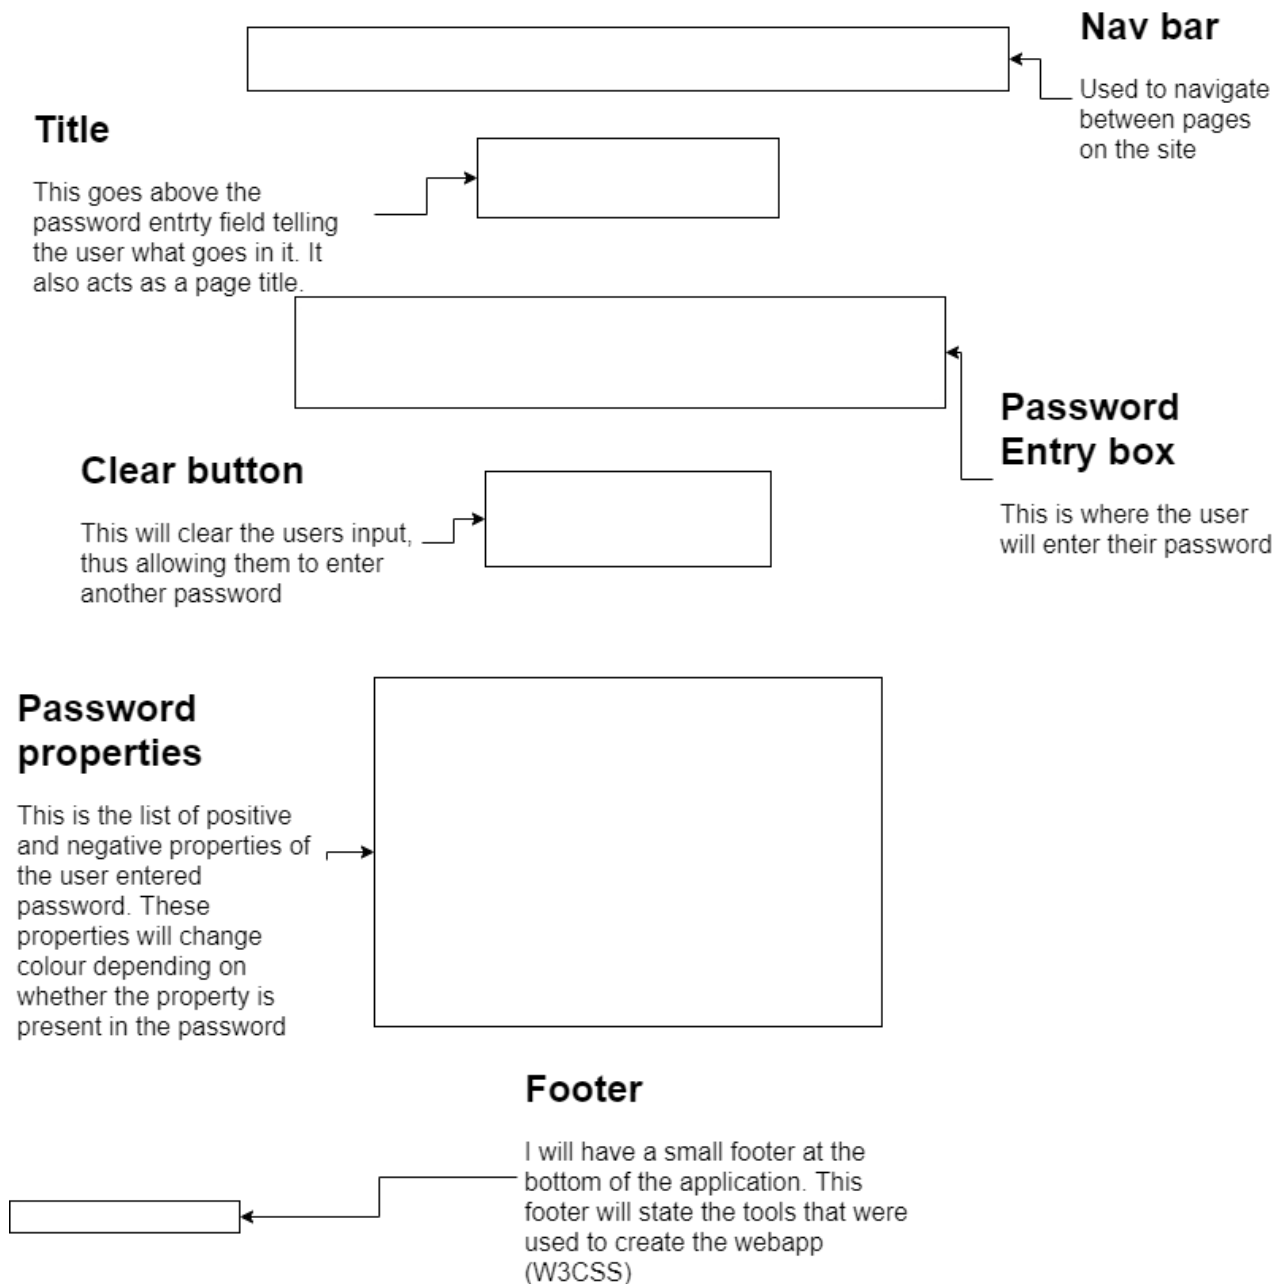 Nav bar
Used to navigate
between pages
on the site
Title
This goes above the
password entrty field telling
the user what goes in it. It
also acts as a page title.
Password
Entry box
This is where the user
will enter their password
Clear button
This will clear the users input,
thus allowing them to enter
another password
Password
properties
This is the list of positive
and negative properties of
the user entered
password. These
properties will change
colour depending on
whether the property is
present in the password
Footer
I will have a small footer at the
bottom of the application. This
footer will state the tools that were
used to create the webapp
(W3CSS)